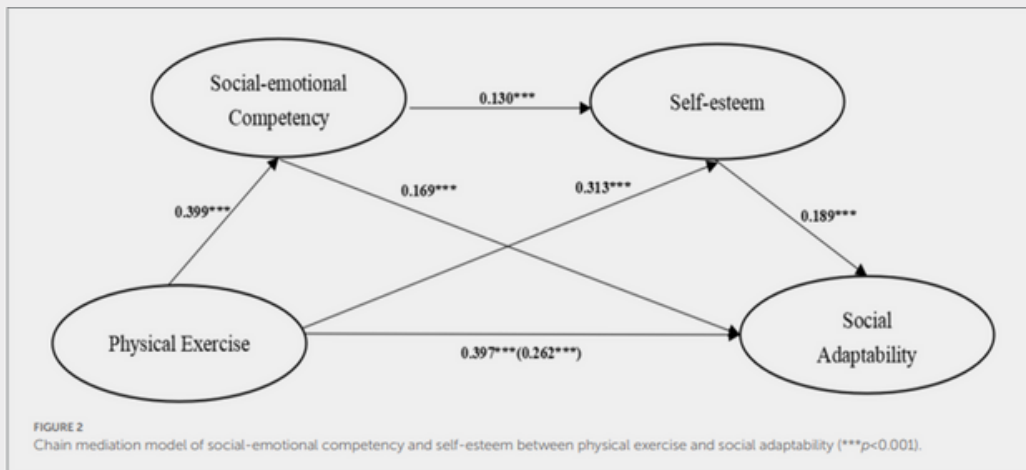 Social-emotional
Competency
0.130***
Self-esteem
0.399***
0.169***
0.313***
0.189***
Physical Exercise
0.397***(0.262***)
Social
Adaptability
FIGURE 2
Chain mediation model of social-emotional competency and self-esteem between physical exercise and social adaptability (***p<0.001).